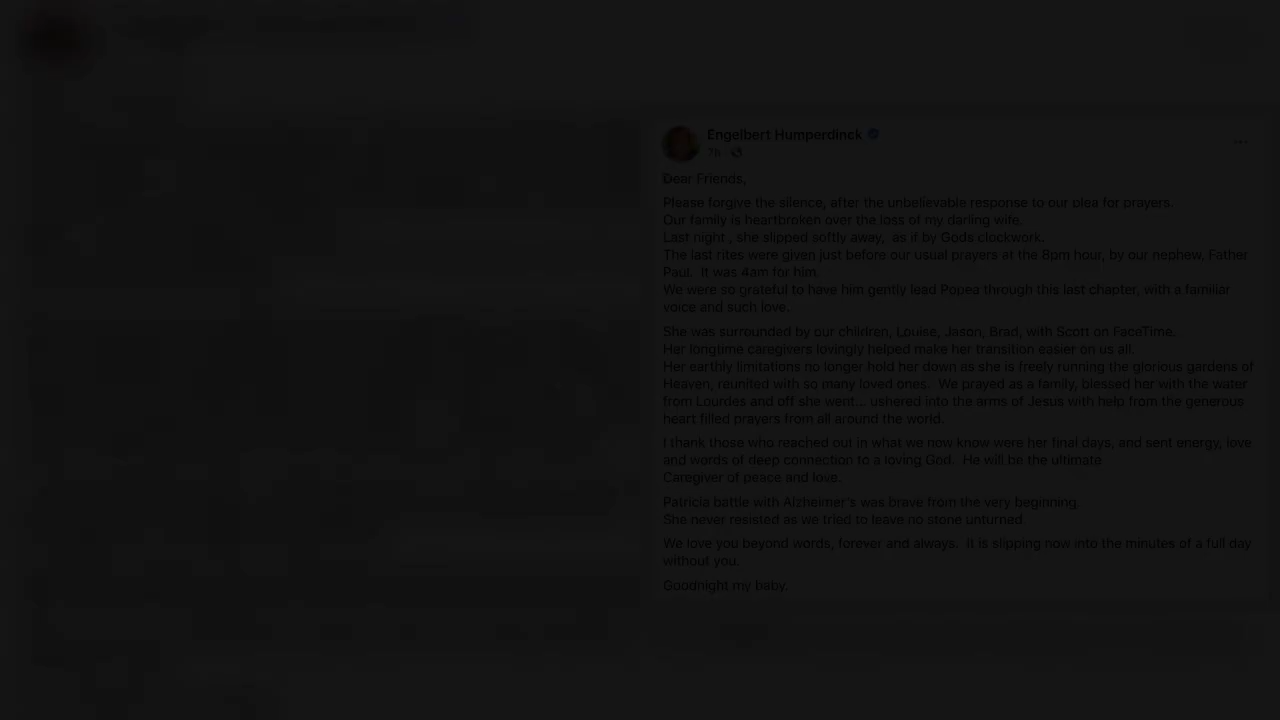 Engelbert Humperdinck
7h
Dear Friends,
Please forgive the silence, after the unbelievable response to our plea for prayers.
Our family is heartbroken over the loss of my darling wife.
Last night , she slipped softly away, as if by Gods clockwork.
The last rites were given just before our usual prayers at the 8pm hour, by our nephew, Father
Paul. It was 4am for him.
We were so grateful to have him gently lead Popea through this last chapter, with a familiar
voice and such love.
She was surrounded by our children, Louise, Jason, Brad, with Scott on FaceTime.
Her longtime caregivers lovingly helped make her transition easier on us all.
Her earthly limitations no longer hold her down as she is freely running the glorious gardens of
Heaven, reunited with so many loved ones. We prayed as a family, blessed her with the water
from Lourdes and off she went... ushered into the arms of Jesus with help from the generous
heart filled prayers from all around the world.
I thank those who reached out in what we now know were her final days, and sent energy, love
and words of deep connection to a loving God. He will be the ultimate
Caregiver of peace and love.
Patricia battle with Alzheimer's was brave from the very beginning
She never resisted as we tried to leave no stone unturned
We love you beyond words, forever and always. It is slipping now into the minutes of a full day
without you.
Goodnight my baby.